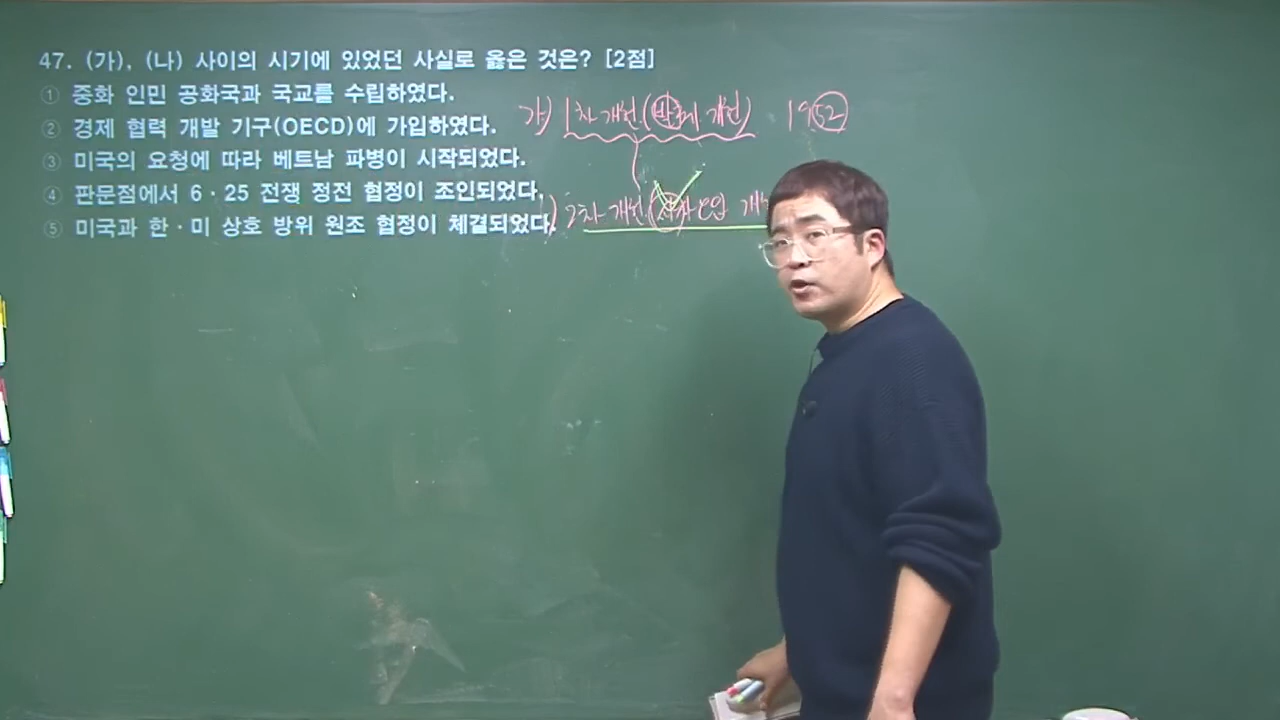 47. (가), (나) 사이의 시기에 있었던 사실로 옳은 것은? [2점]
① 중화 인민 공화국과 국교를 수립하였다.
② 경제 협력 개발 기구(OECD)에 가입하였다.
③ 미국의 요청에 따라 베트남 파병이 시작되었다.
④ 판문점에서 6·25 전쟁 정전 협정이 조인되었다.
⑤ 미국과 한·미 상호 방위 원조 협정이 체결되었다.
가) 1차 개헌 (발췌 개헌) 1952
2차 개헌 (사사오입